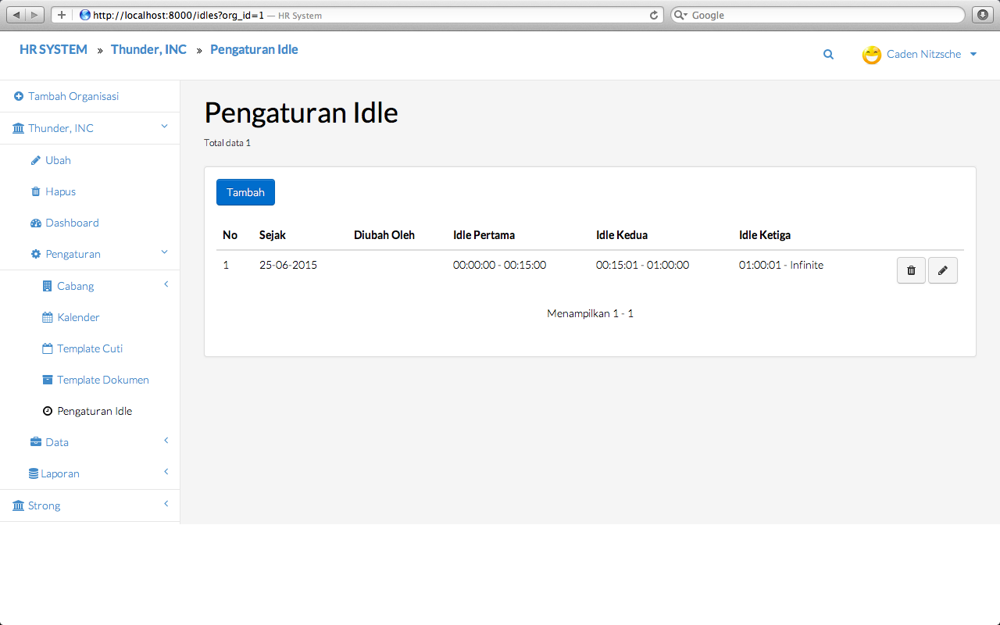 http://localhost:8000/idles?org_id=1 — HR System
Google
HR SYSTEM » Thunder, INC » Pengaturan Idle
Caden Nitzsche
Tambah Organisasi
Thunder, INC
Ubah
Hapus
Dashboard
Pengaturan
Cabang
Kalender
Template Cuti
Template Dokumen
Pengaturan Idle
Data
Laporan
Strong
Pengaturan Idle
Total data 1
Tambah
No Sejak Diubah Oleh Idle Pertama Idle Kedua Idle Ketiga
1 25-06-2015 00:00:00 - 00:15:00 00:15:01 - 01:00:00 01:00:01 - Infinite
Menampilkan 1 - 1